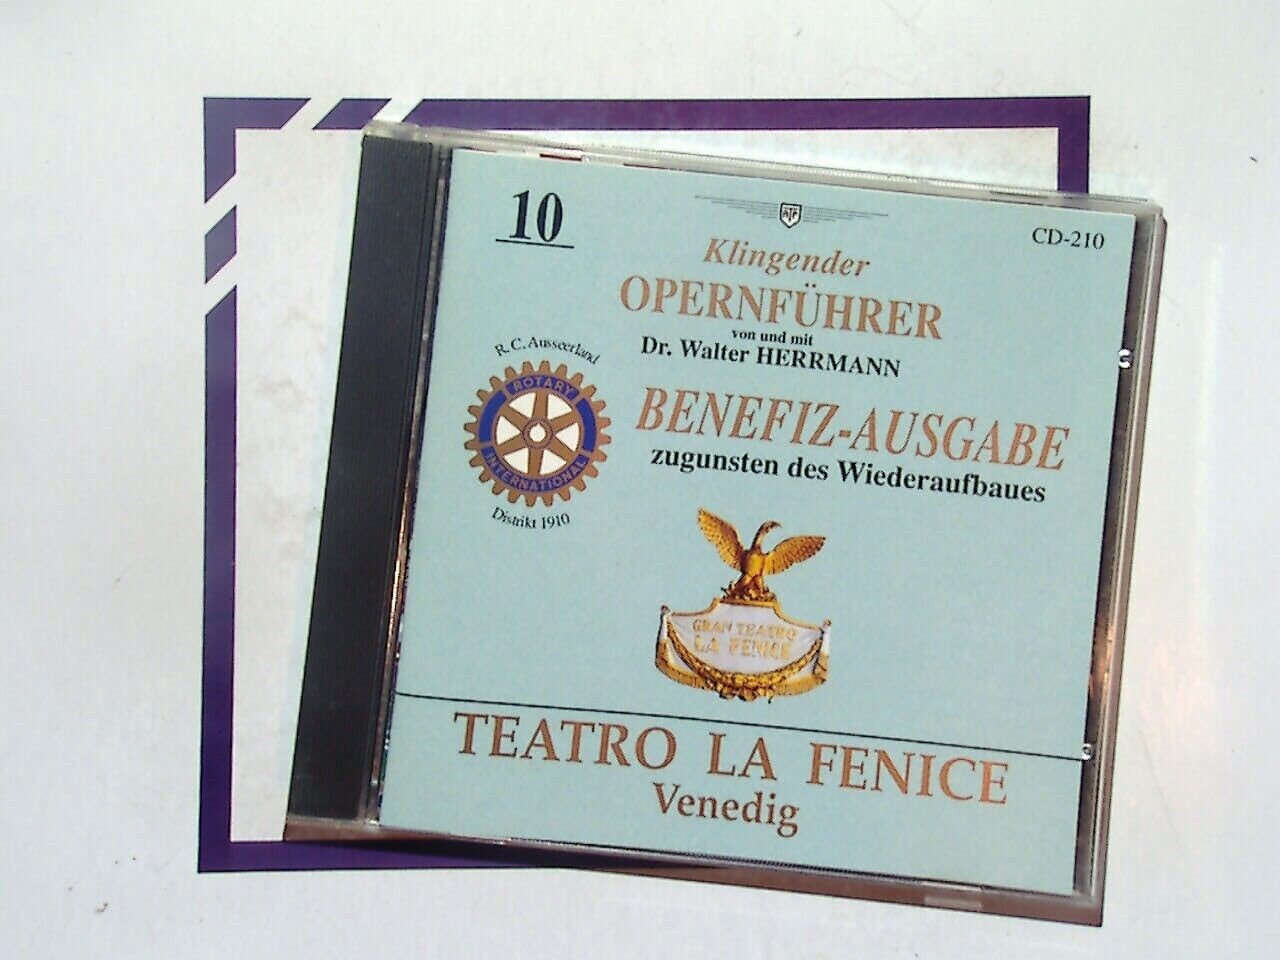 10
ATP
CD-210
Klingender
OPERNFÜHRER
von und mit
Dr. Walter HERRMANN
R. C. Ausseerland
ROTARY
INTERNATIONAL
Distrikt 1910
BENEFIZ-AUSGABE
zugunsten des Wiederaufbaues
GRAN TEATRO
LA FENICE
TEATRO LA FENICE
Venedig